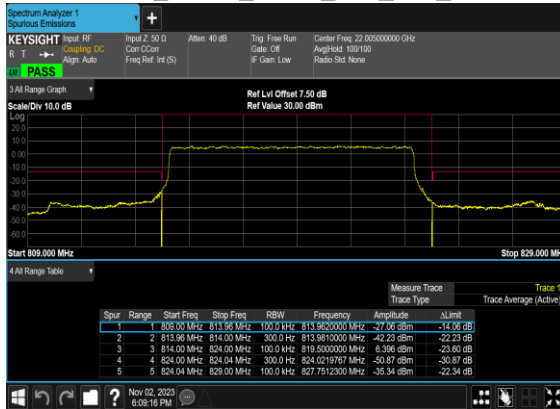 Spectrum Analyzer 1
Spurious Emissions
+
KEYSIGHT Input: RF Input Z: 50 Ω Atten: 40 dB Trig: Free Run Center Freq: 22.005000000 GHz
R T Coupling: DC Corr CCorr Gate: Off Avg|Hold: 100/100
Align: Auto Freq Ref: Int (S) IF Gain: Low Radio Std: None
PASS
3 All Range Graph
Ref Lvl Offset 7.50 dB
Scale/Div 10.0 dB Ref Value 30.00 dBm
Log
20.0
10.0
0.00
-10.0
-20.0
-30.0
-40.0
-50.0
-60.0
Start 809.000 MHz Stop 829.000 MH
4 All Range Table
Measure Trace Trace 1
Trace Type Trace Average (Active)
Spur Range Start Freq Stop Freq RBW Frequency Amplitude ΔLimit
1 1 809.00 MHz 813.96 MHz 100.0 kHz 813.9620000 MHz -27.06 dBm -14.06 dB
2 2 813.96 MHz 814.00 MHz 300.0 Hz 813.9810000 MHz -42.23 dBm -22.23 dB
3 3 814.00 MHz 824.00 MHz 100.0 kHz 819.5000000 MHz 6.396 dBm -23.60 dB
4 4 824.00 MHz 824.04 MHz 300.0 Hz 824.0219767 MHz -50.87 dBm -30.87 dB
5 5 824.04 MHz 829.00 MHz 100.0 kHz 827.7512300 MHz -35.34 dBm -22.34 dB
?
Nov 02, 2023
6:09:16 PM